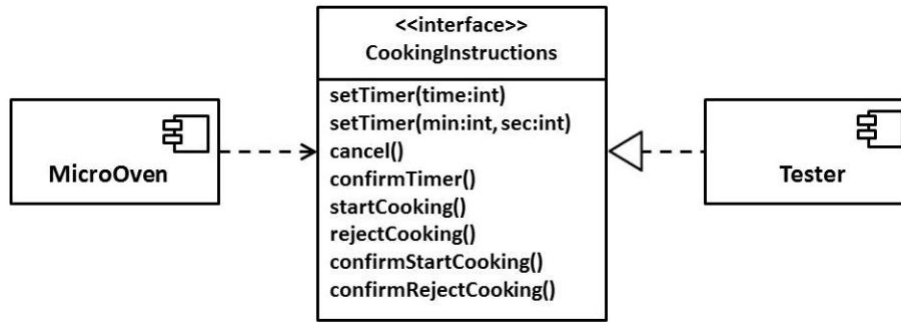 <<interface>>
CookingInstructions
setTimer(time:int)
setTimer(min:int, sec:int)
cancel()
confirmTimer()
startCooking()
rejectCooking()
confirmStartCooking()
confirmRejectCooking()
MicroOven
Tester